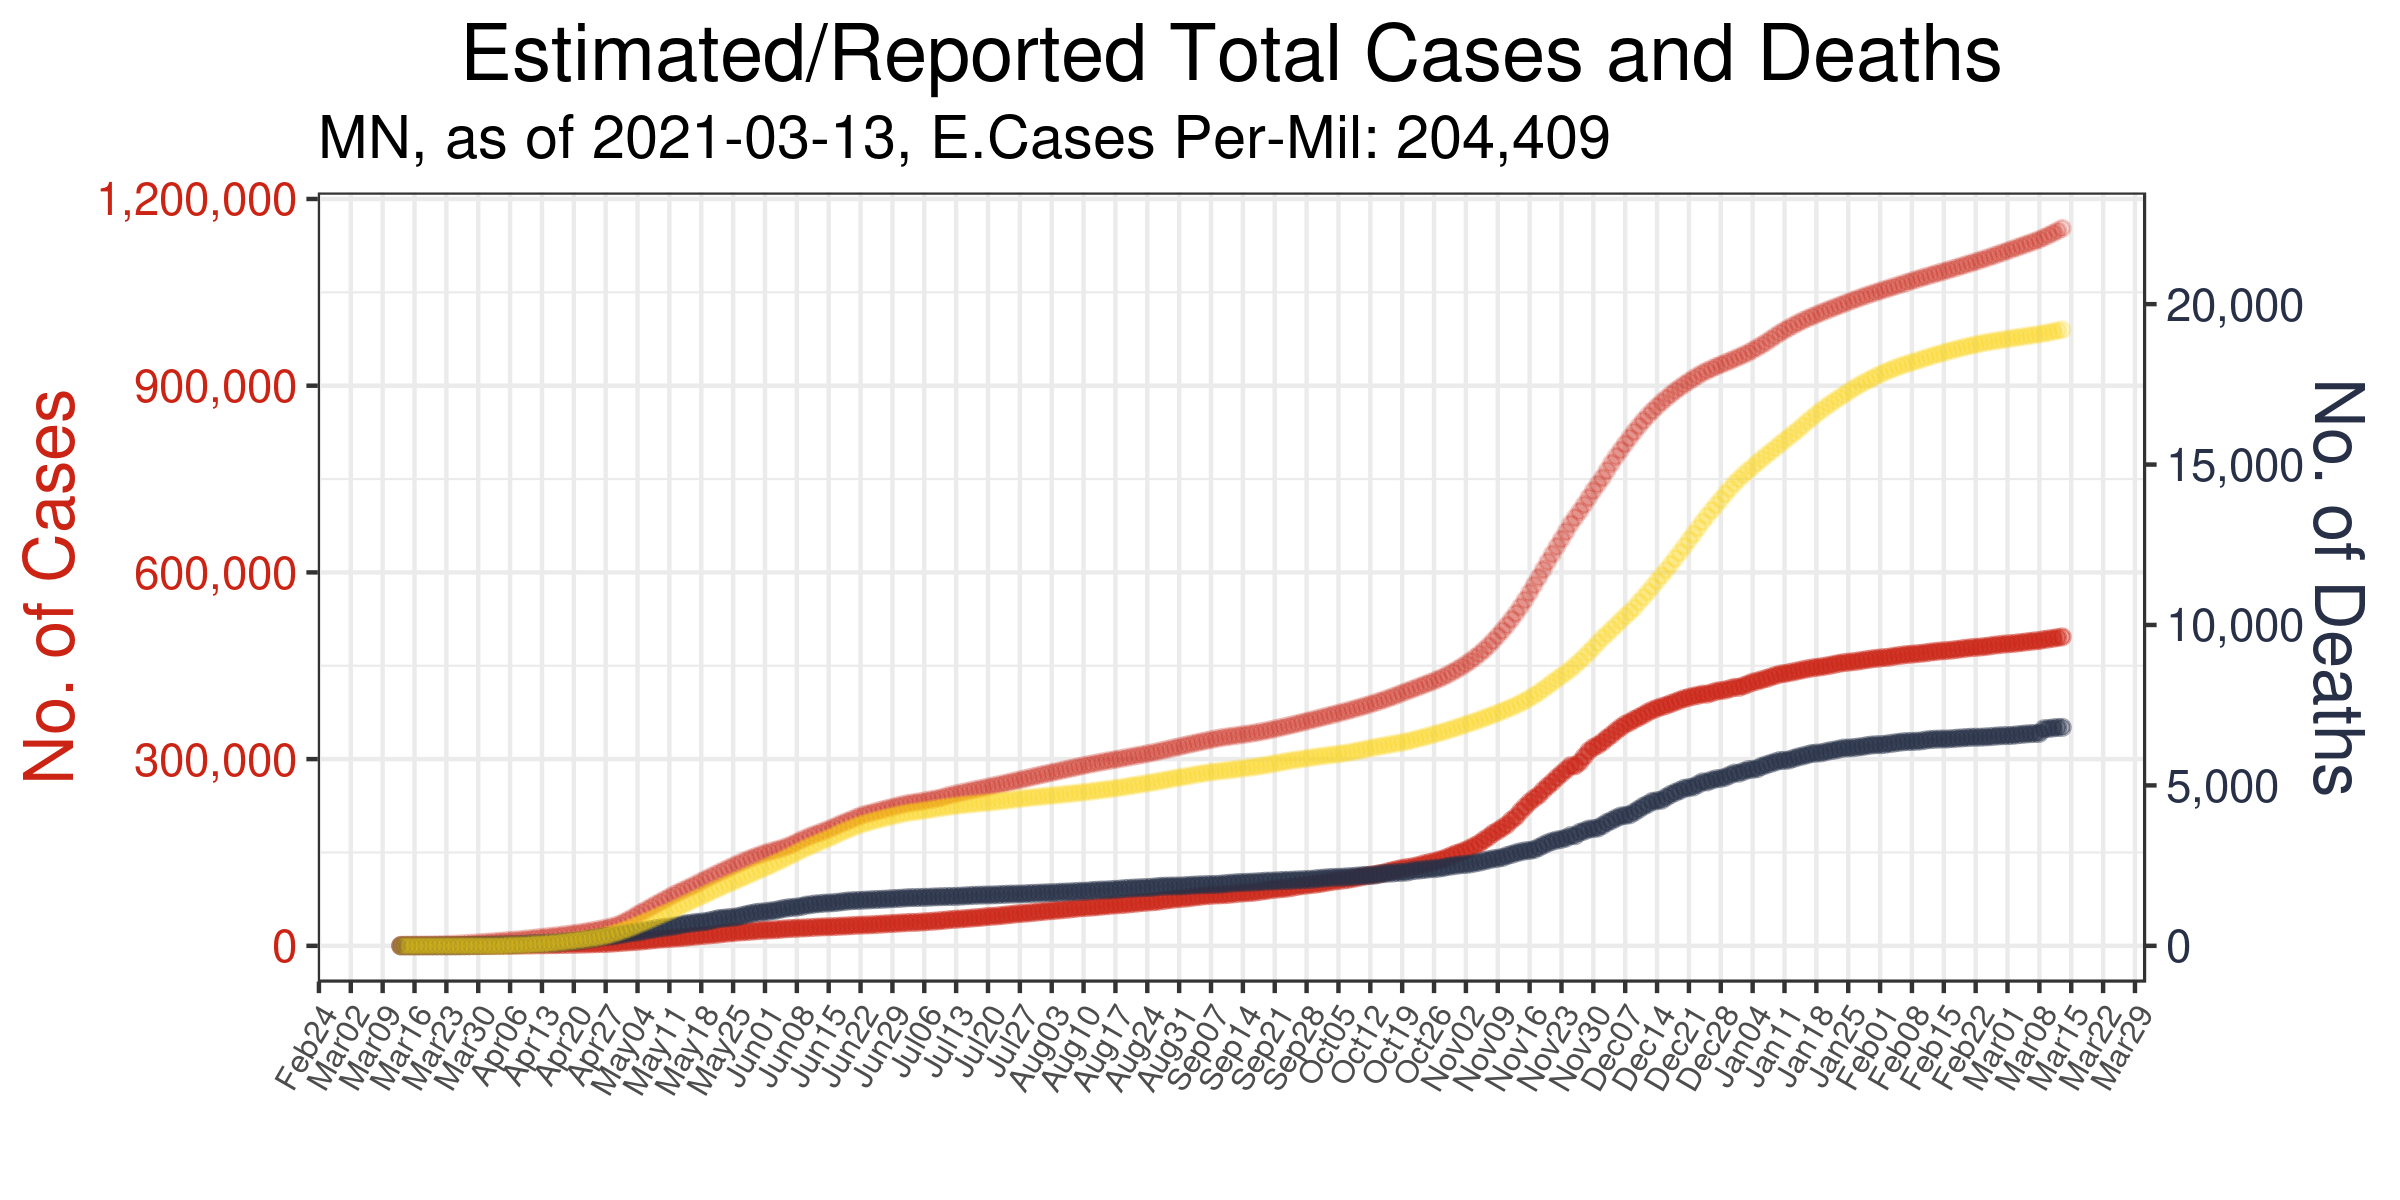 Estimated/Reported Total Cases and Deaths
MN, as of 2021-03-13, E.Cases Per-Mil: 204,409
No. of Cases
1,200,000
900,000
600,000
300,000
0
20,000
15,000
10,000
5,000
0
No. of Deaths
Feb24
Mar02
Mar09
Mar16
Mar23
Mar30
Apr06
Apr13
Apr20
Apr27
May04
May11
May18
May25
Jun01
Jun08
Jun15
Jun22
Jun29
Jul06
Jul13
Jul20
Jul27
Aug03
Aug10
Aug17
Aug24
Aug31
Sep07
Sep14
Sep21
Sep28
Oct05
Oct12
Oct19
Oct26
Nov02
Nov09
Nov16
Nov23
Nov30
Dec07
Dec14
Dec21
Dec28
Jan04
Jan11
Jan18
Jan25
Feb01
Feb08
Feb15
Feb22
Mar01
Mar08
Mar15
Mar22
Mar29